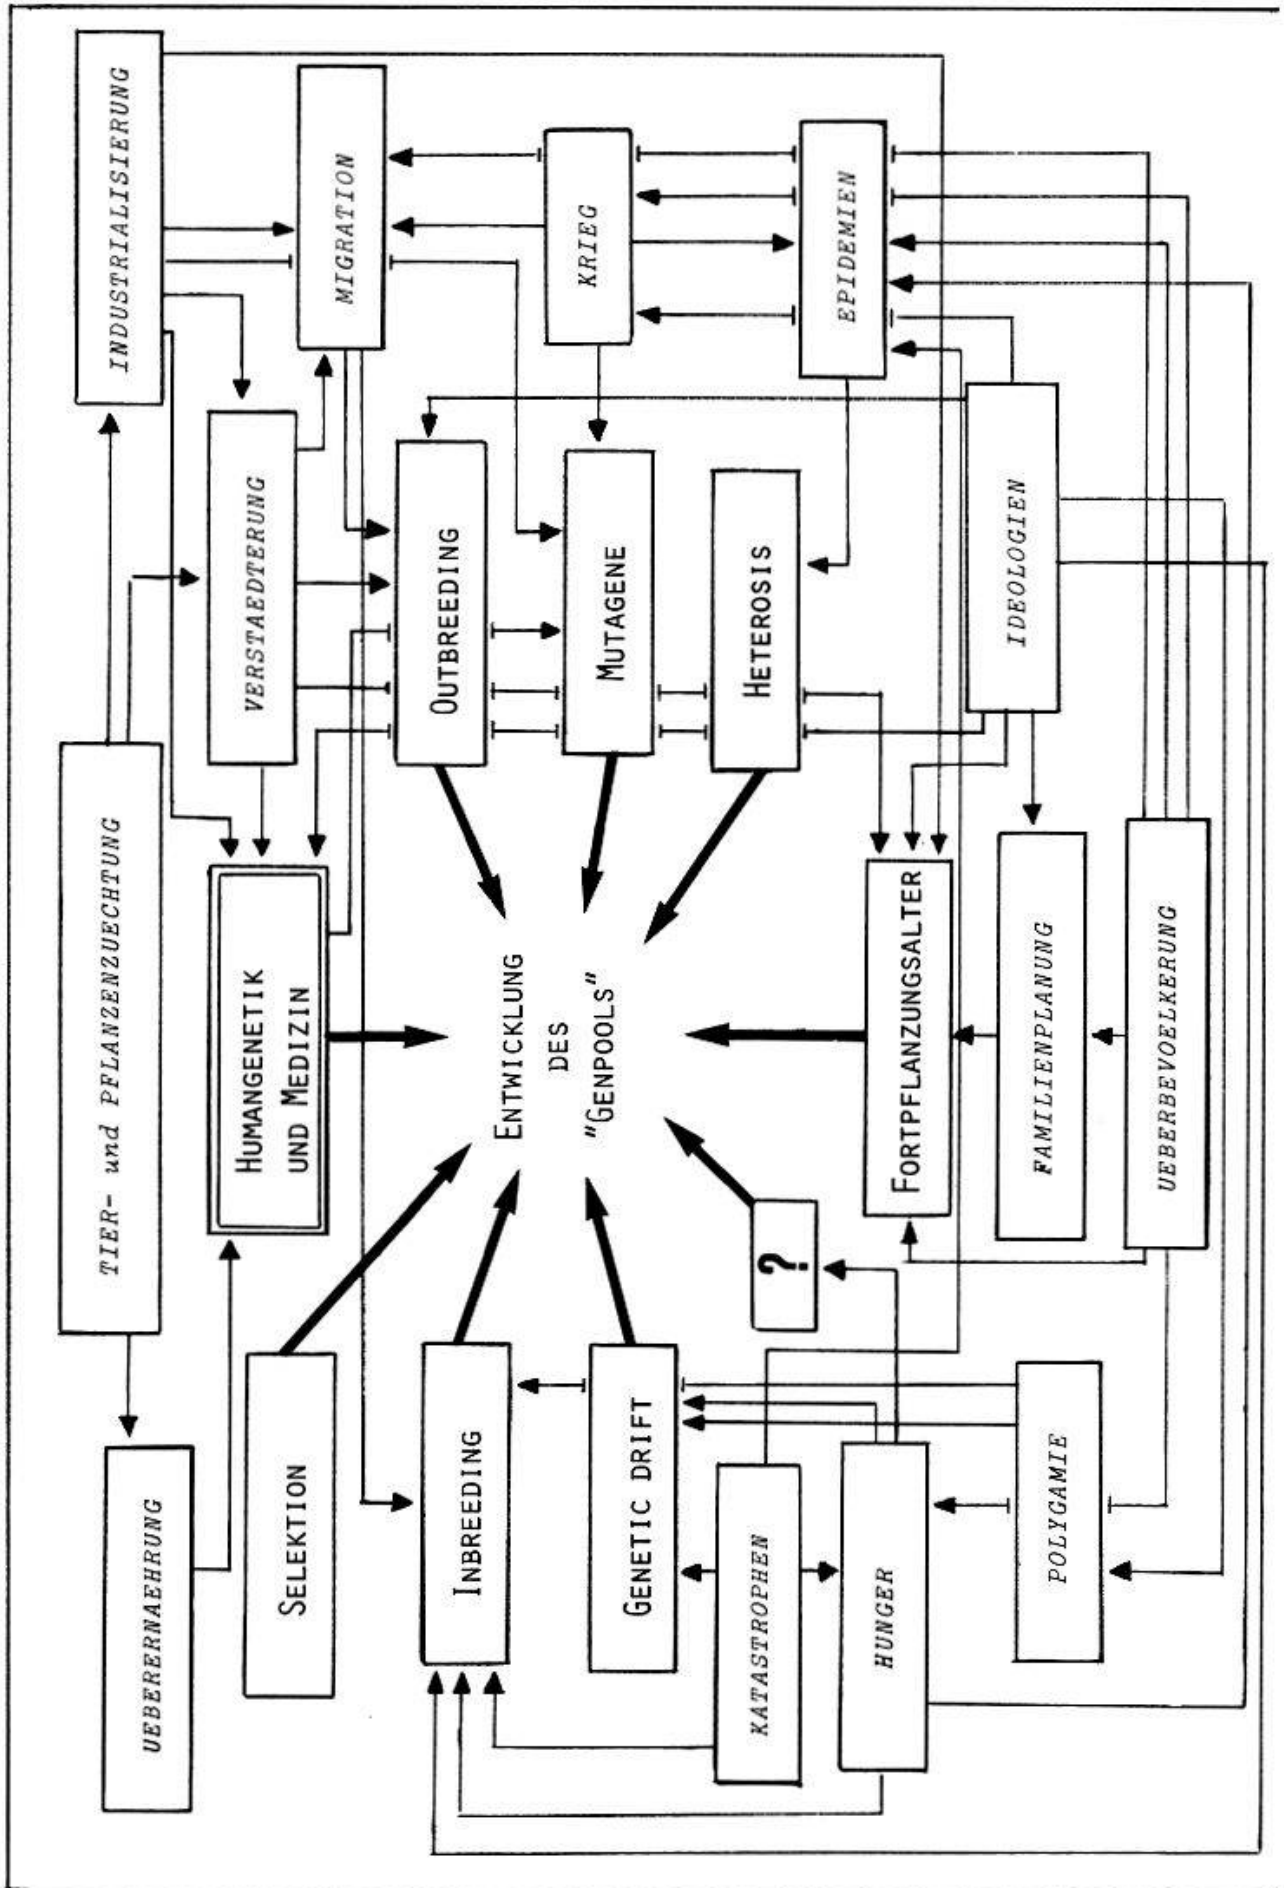 UEBERERNAEHRUNG
TIER- und PFLANZENZUECHTUNG
INDUSTRIALISIERUNG
SELEKTION
HUMANGENETIK
UND MEDIZIN
VERSTAEDTERUNG
MIGRATION
INBREEDING
OUTBREEDING
GENETIC DRIFT
ENTWICKLUNG
DES
"GENPOOLS"
MUTAGENE
KRIEG
KATASTROPHEN
?
HETEROSIS
HUNGER
FORTPFLANZUNGSALTER
EPIDEMIEN
POLYGAMIE
FAMILIENPLANUNG
IDEOLOGIEN
UEBERBEVOELKERUNG